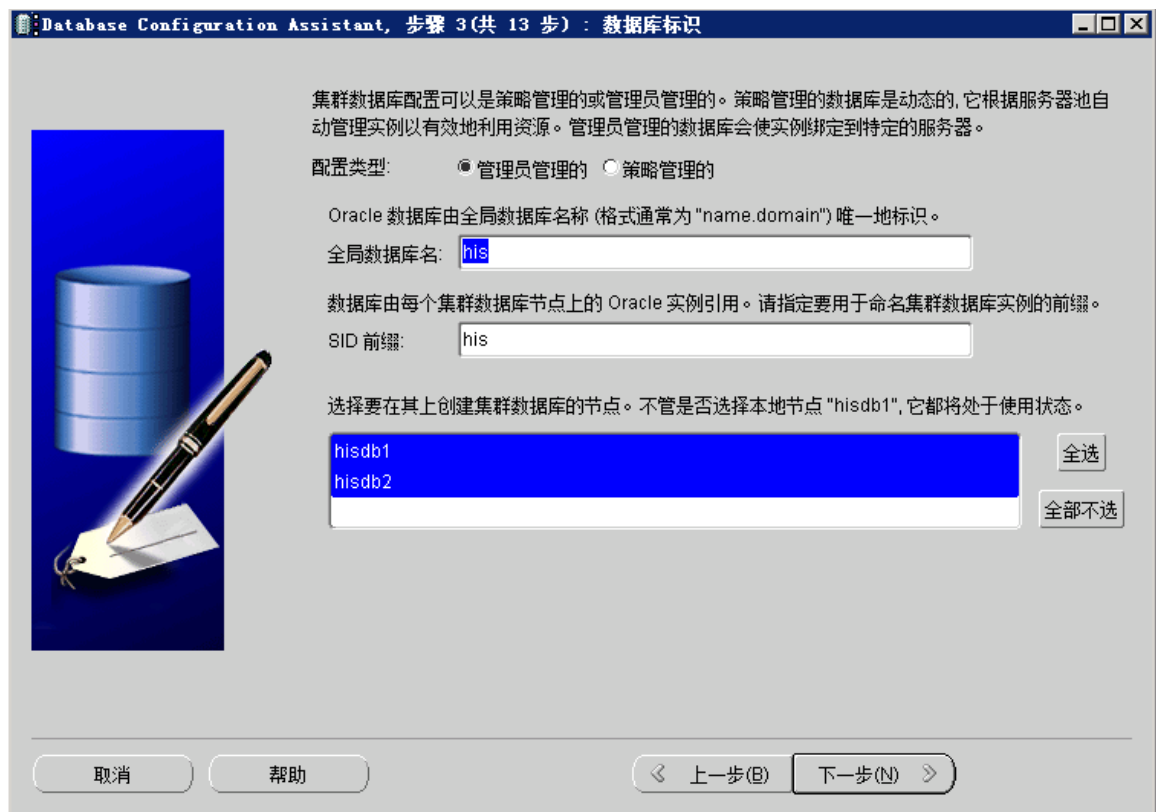 Database Configuration Assistant, 步骤 3(共 13 步) : 数据库标识
集群数据库配置可以是策略管理的或管理员管理的。策略管理的数据库是动态的, 它根据服务器池自
动管理实例以有效地利用资源。管理员管理的数据库会使实例绑定到特定的服务器。
配置类型: 管理员管理的 策略管理的
Oracle 数据库由全局数据库名称 (格式通常为 "name.domain") 唯一地标识。
全局数据库名: his
数据库由每个集群数据库节点上的 Oracle 实例引用。请指定要用于命名集群数据库实例的前缀。
SID 前缀: his
选择要在其上创建集群数据库的节点。不管是否选择本地节点 "hisdb1", 它都将处于使用状态。
hisdb1
全选
hisdb2
全部不选
取消 帮助 上一步(B) 下一步(N)